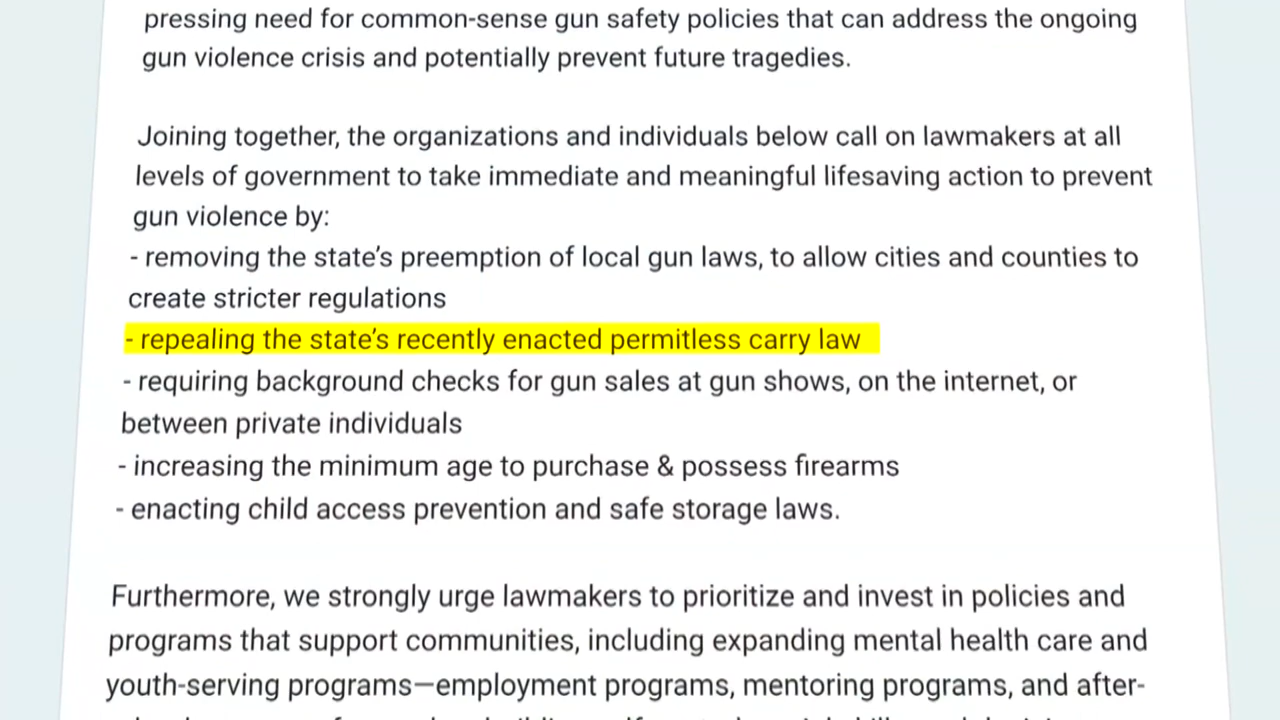 pressing need for common-sense gun safety policies that can address the ongoing
gun violence crisis and potentially prevent future tragedies.
Joining together, the organizations and individuals below call on lawmakers at all
levels of government to take immediate and meaningful lifesaving action to prevent
gun violence by:
- removing the state’s preemption of local gun laws, to allow cities and counties to
create stricter regulations
- repealing the state’s recently enacted permitless carry law
- requiring background checks for gun sales at gun shows, on the internet, or
between private individuals
- increasing the minimum age to purchase & possess firearms
- enacting child access prevention and safe storage laws.
Furthermore, we strongly urge lawmakers to prioritize and invest in policies and
programs that support communities, including expanding mental health care and
youth-serving programs—employment programs, mentoring programs, and after-